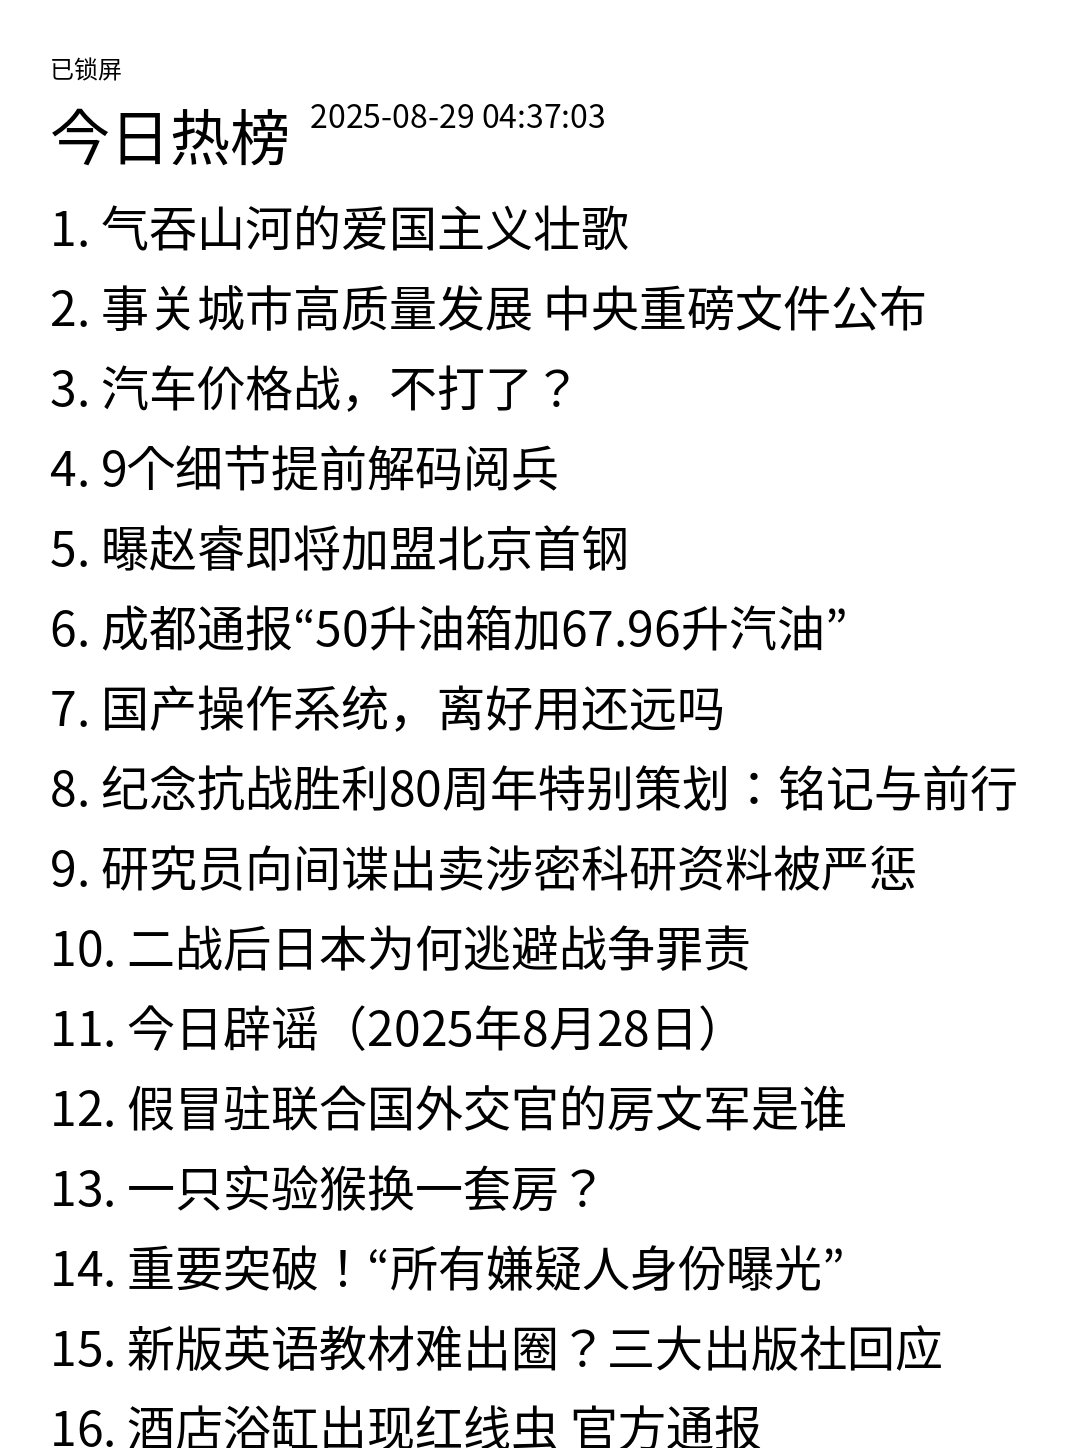 已锁屏
今日热榜 2025-08-29 04:37:03
1. 气吞山河的爱国主义壮歌
2. 事关城市高质量发展 中央重磅文件公布
3. 汽车价格战，不打了？
4. 9个细节提前解码阅兵
5. 曝赵睿即将加盟北京首钢
6. 成都通报“50升油箱加67.96升汽油”
7. 国产操作系统，离好用还远吗
8. 纪念抗战胜利80周年特别策划：铭记与前行
9. 研究员向间谍出卖涉密科研资料被严惩
10. 二战后日本为何逃避战争罪责
11. 今日辟谣（2025年8月28日）
12. 假冒驻联合国外交官的房文军是谁
13. 一只实验猴换一套房？
14. 重要突破！“所有嫌疑人身份曝光”
15. 新版英语教材难出圈？三大出版社回应
16. 酒店浴缸出现红线虫 官方通报